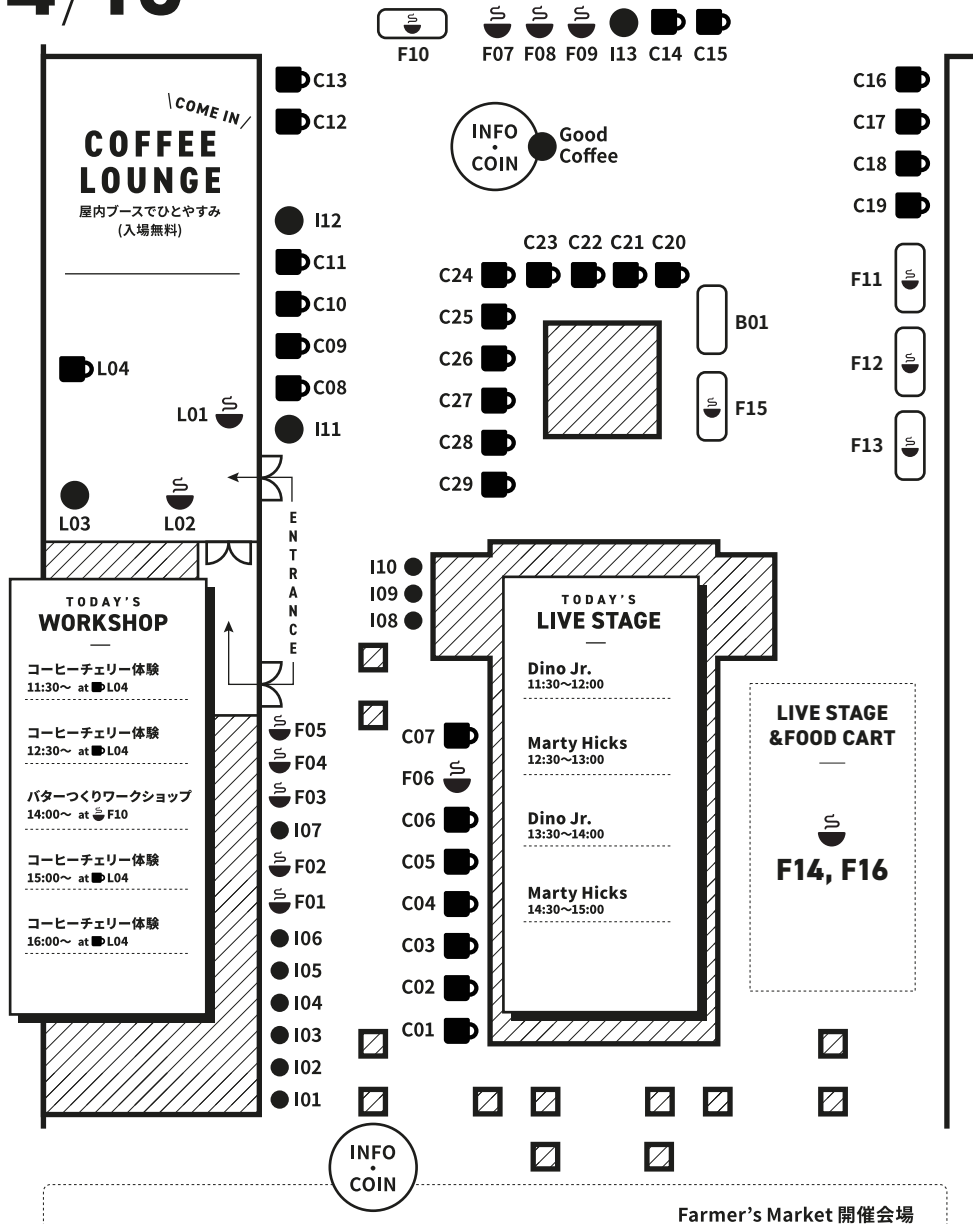 F10
F07 F08 F09 I13 C14 C15
C13
C12
\COME IN/
COFFEE
LOUNGE
屋内ブースでひとやすみ
(入場無料)
I12
C11
C10
C09
C08
I11
L04
L01
L03
L02
ENTRANCE
INFO
・
COIN
Good
Coffee
C16
C17
C18
C19
F11
F12
F13
C23 C22 C21 C20
C24
C25
C26
C27
C28
C29
B01
F15
I10
I09
I08
TODAY'S
WORKSHOP
コーヒーチェリー体験
11:30〜 at L04
コーヒーチェリー体験
12:30〜 at L04
バターつくりワークショップ
14:00〜 at F10
コーヒーチェリー体験
15:00〜 at L04
コーヒーチェリー体験
16:00〜 at L04
F05
F04
F03
I07
F02
F01
I06
I05
I04
I03
I02
I01
C07
F06
C06
C05
C04
C03
C02
C01
TODAY'S
LIVE STAGE
Dino Jr.
11:30〜12:00
Marty Hicks
12:30〜13:00
Dino Jr.
13:30〜14:00
Marty Hicks
14:30〜15:00
LIVE STAGE
&FOOD CART
F14, F16
INFO
・
COIN
Farmer's Market 開催会場